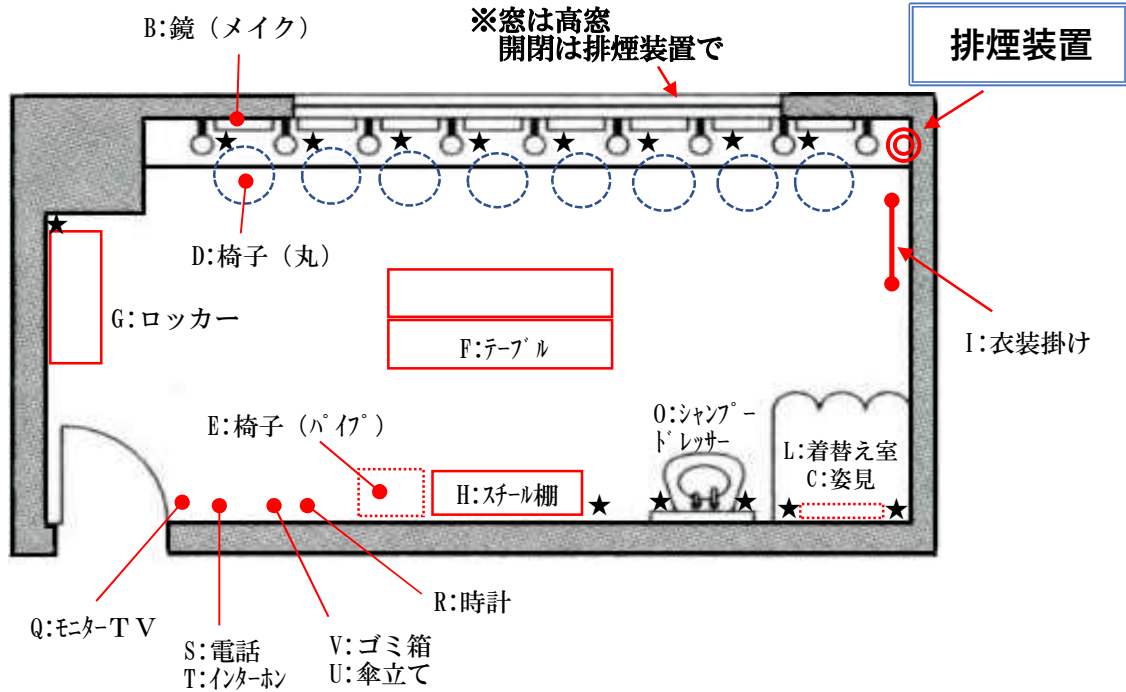 B:鏡（メイク）
※窓は高窓
開閉は排煙装置で
排煙装置
D:椅子（丸）
G:ロッカー
F:ﾃｰﾌﾞﾙ
I:衣装掛け
E:椅子（ﾊﾟｲﾌﾟ）
O:ｼｬﾝﾌﾟｰ
ﾄﾞﾚｯｻｰ
H:ｽﾁｰﾙ棚
L:着替え室
C:姿見
Q:ﾓﾆﾀｰＴＶ
S:電話
T:ｲﾝﾀｰﾎﾝ
V:ゴミ箱
U:傘立て
R:時計